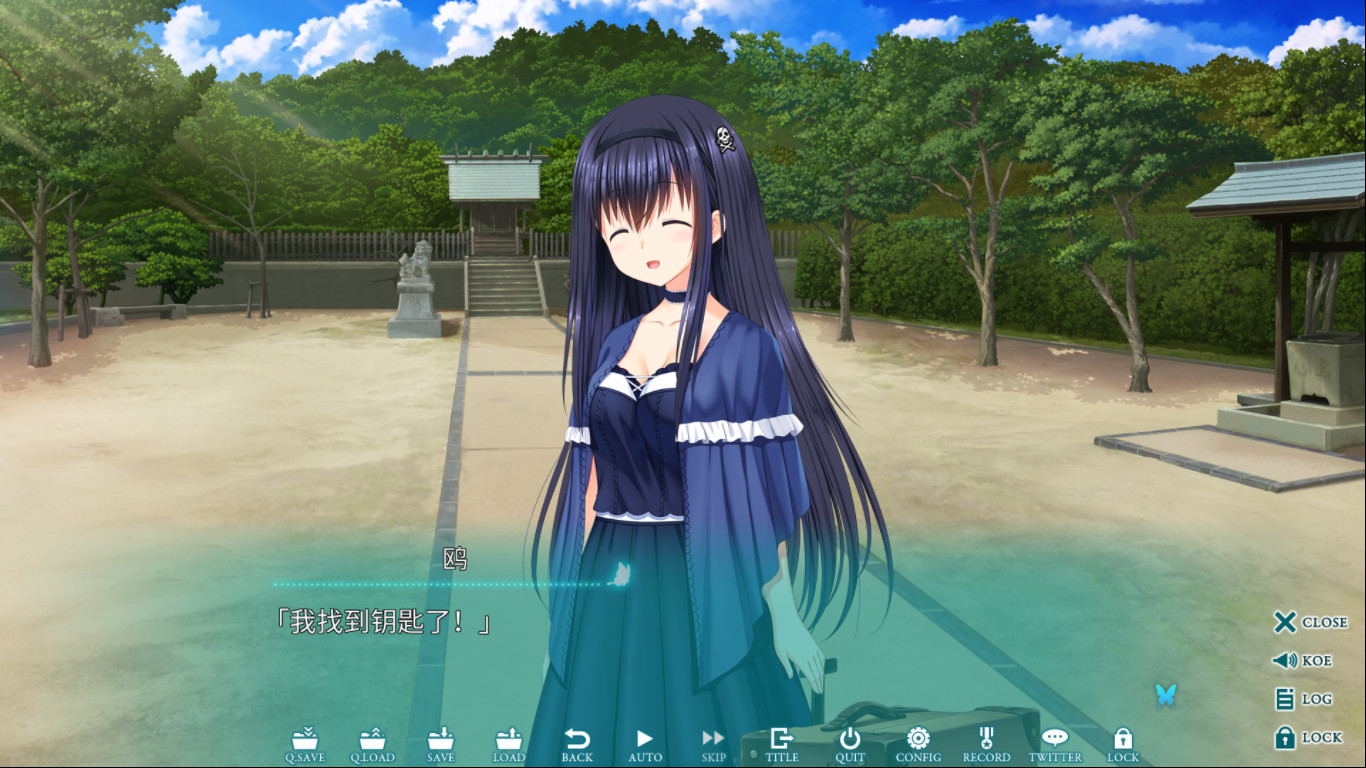 鸥
「我找到钥匙了！」
CLOSE
KOE
LOG
LOCK
Q.SAVE Q.LOAD SAVE LOAD BACK AUTO SKIP TITLE QUIT CONFIG RECORD TWITTER LOCK